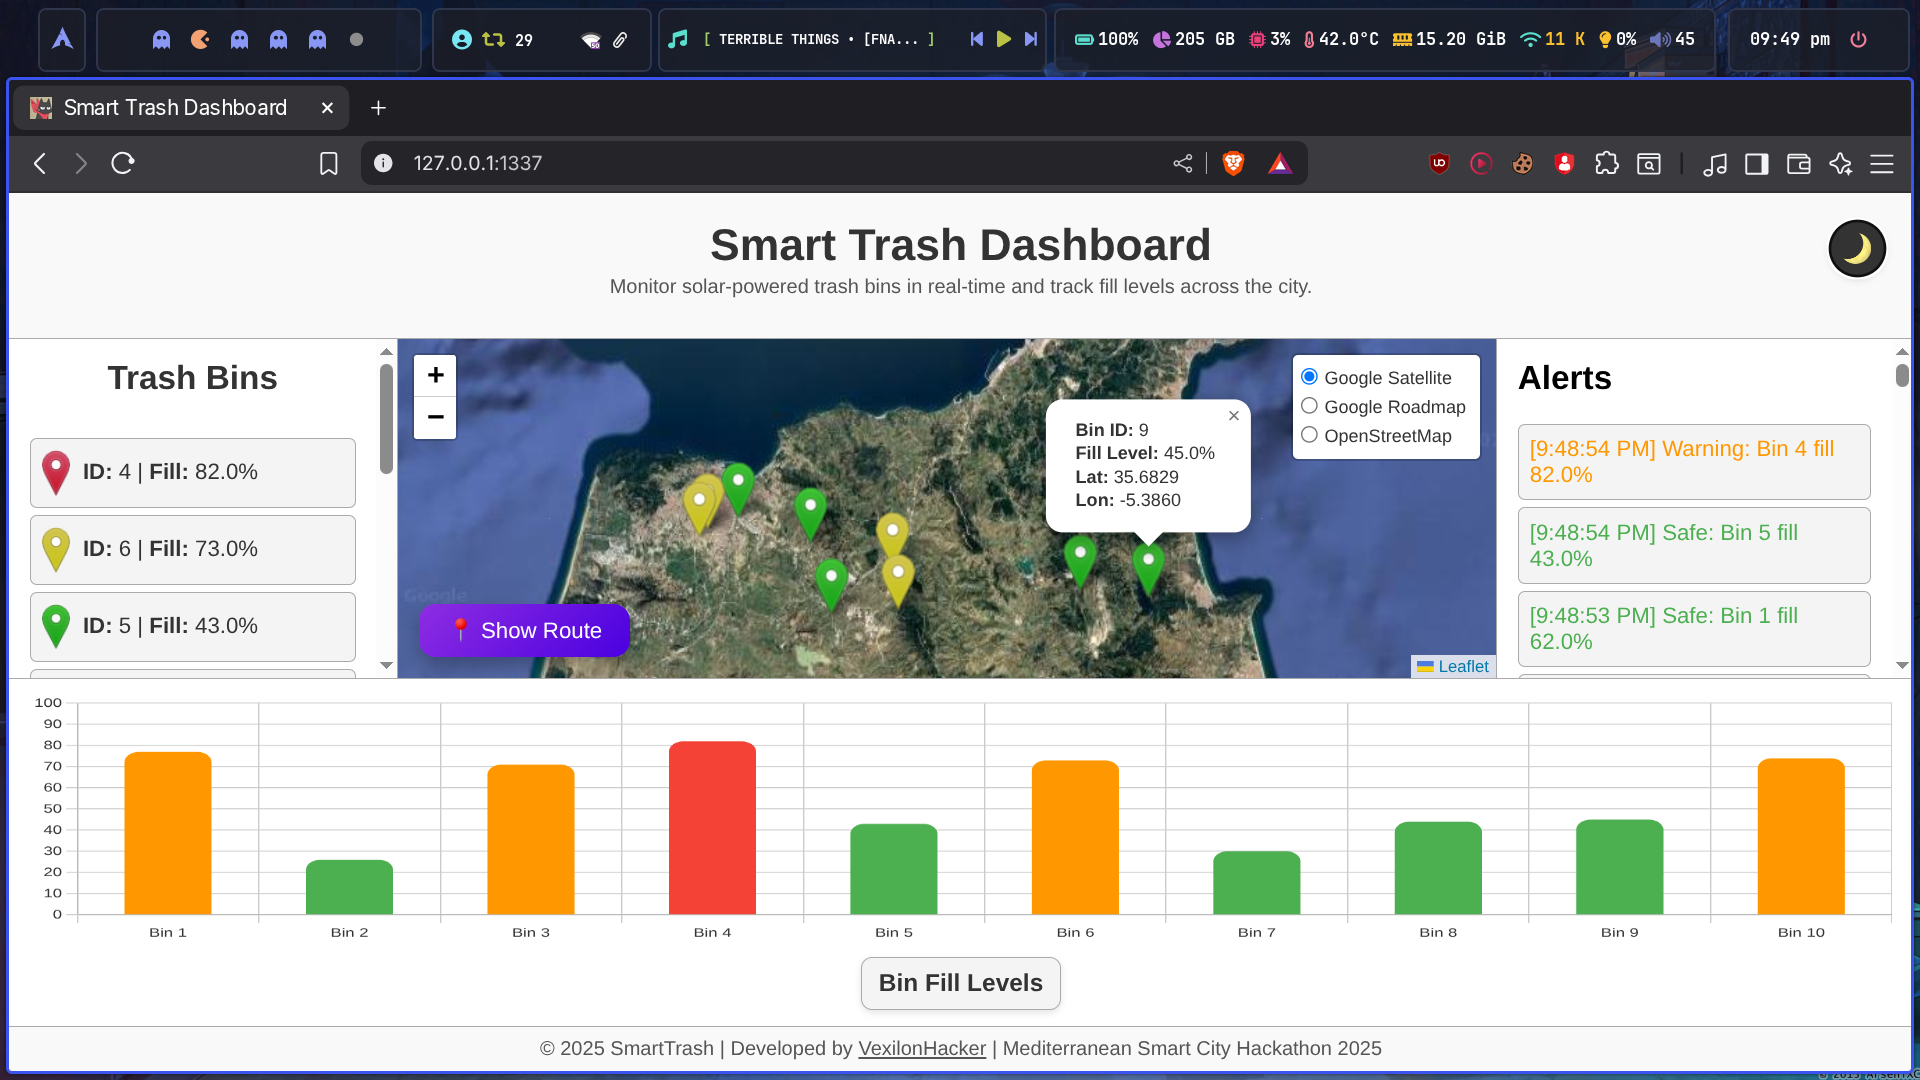 29
[ TERRIBLE THINGS • [FNA... ]
100%
205 GB
3%
42.0°C
15.20 GiB
11 K
0%
45
09:49 pm
Smart Trash Dashboard
127.0.0.1:1337
Smart Trash Dashboard
Monitor solar-powered trash bins in real-time and track fill levels across the city.
Trash Bins
ID: 4 | Fill: 82.0%
ID: 6 | Fill: 73.0%
ID: 5 | Fill: 43.0%
+
−
Bin ID: 9
Fill Level: 45.0%
Lat: 35.6829
Lon: -5.3860
Google Satellite
Google Roadmap
OpenStreetMap
Google
Show Route
Leaflet
Alerts
[9:48:54 PM] Warning: Bin 4 fill
82.0%
[9:48:54 PM] Safe: Bin 5 fill
43.0%
[9:48:53 PM] Safe: Bin 1 fill
62.0%
100
90
80
70
60
50
40
30
20
10
0
Bin 1
Bin 2
Bin 3
Bin 4
Bin 5
Bin 6
Bin 7
Bin 8
Bin 9
Bin 10
Bin Fill Levels
© 2025 SmartTrash | Developed by VexilonHacker | Mediterranean Smart City Hackathon 2025